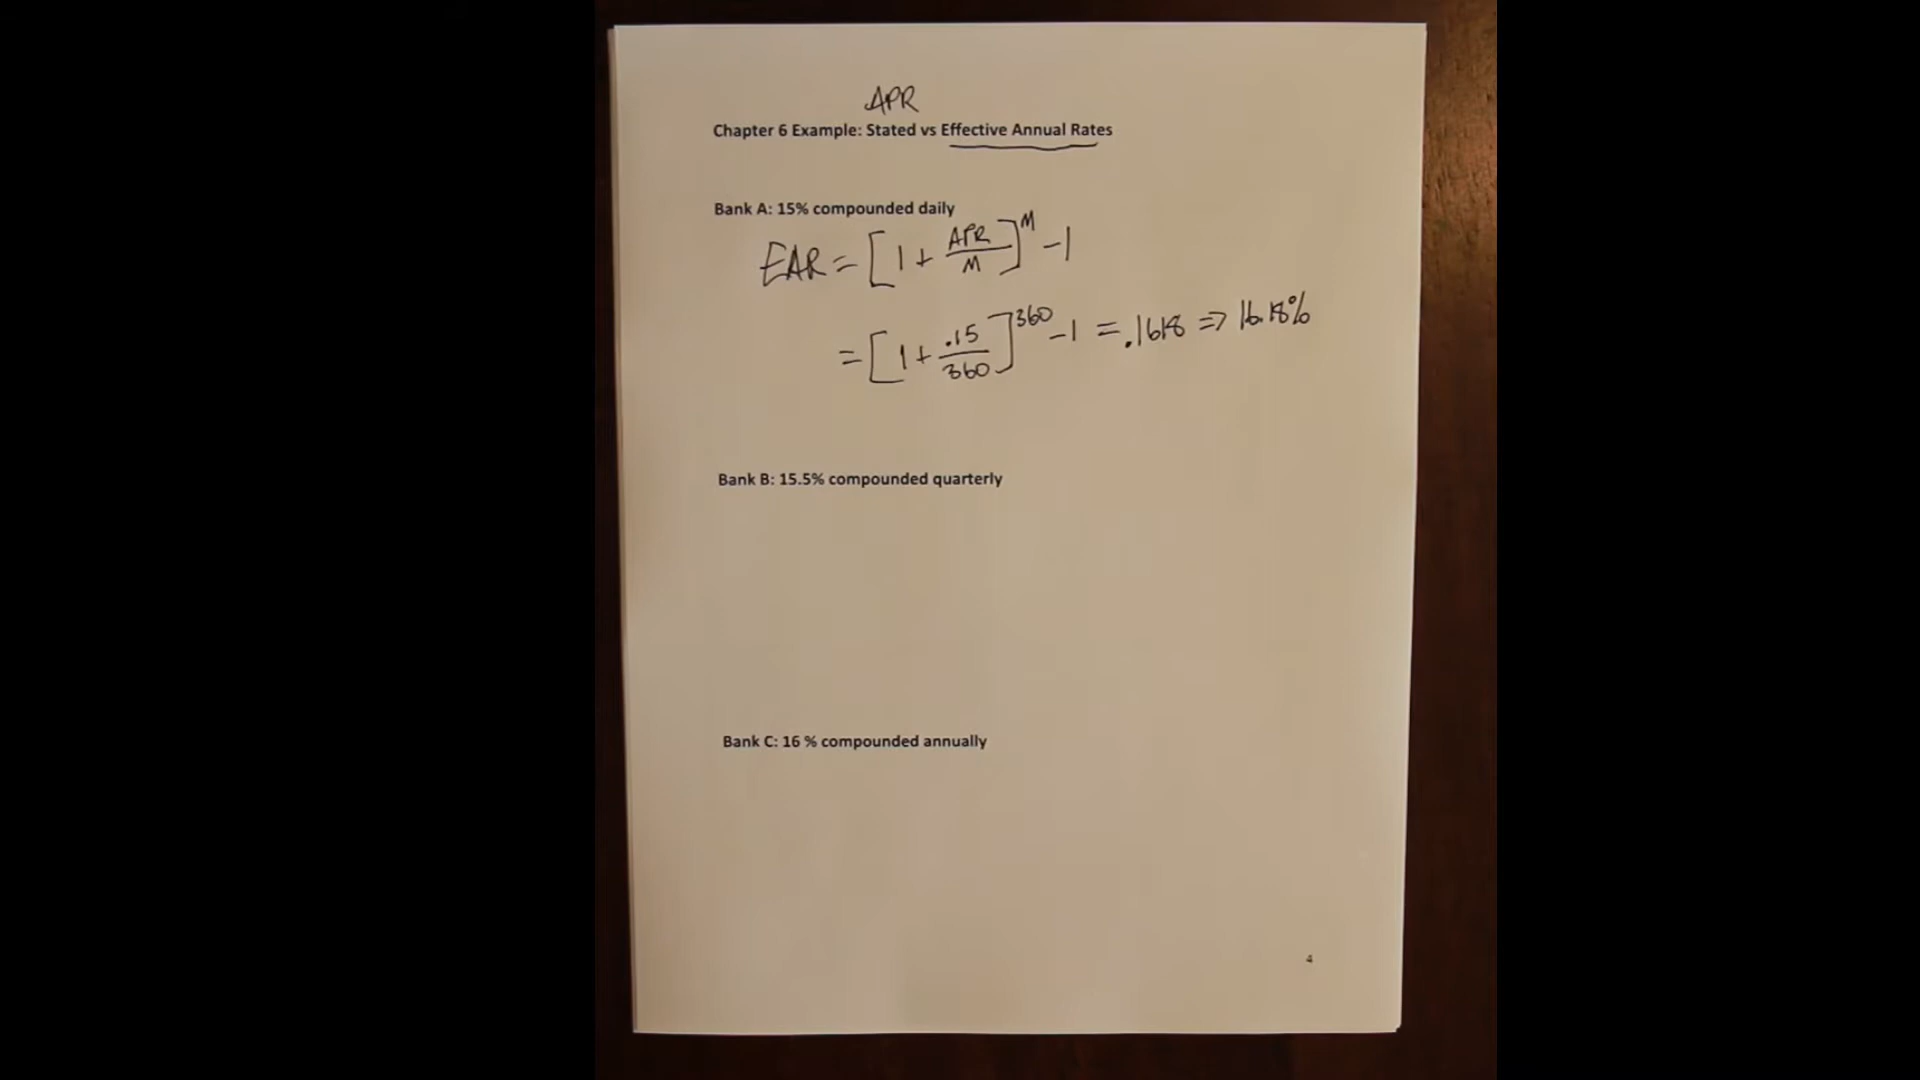 APR
Chapter 6 Example: Stated vs Effective Annual Rates
Bank A: 15% compounded daily
EAR = [1 + APR/M]^M - 1
= [1 + .15/360]^360 - 1 = .1618 ⇒ 16.18%
Bank B: 15.5% compounded quarterly
Bank C: 16 % compounded annually
4